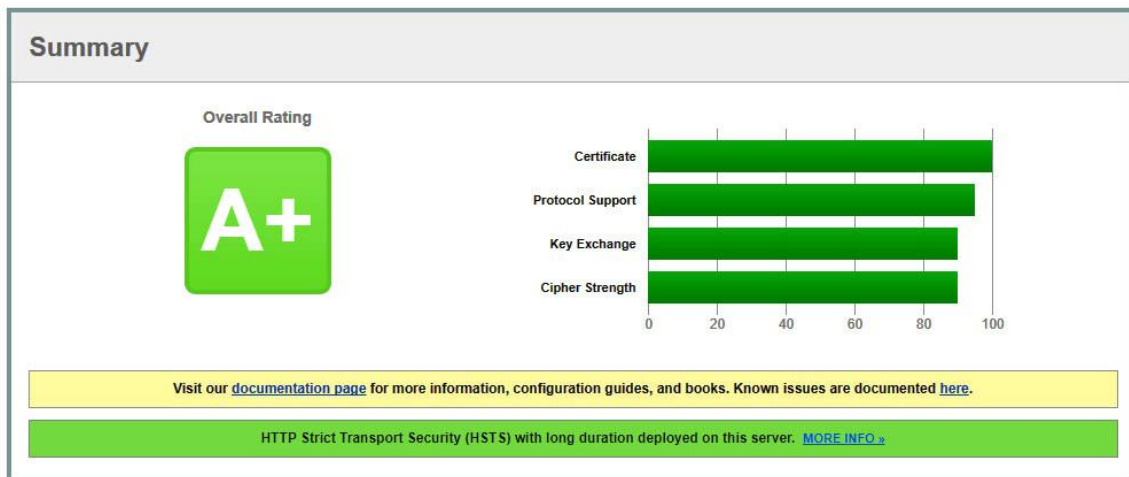 Summary
Overall Rating
A+
Certificate
Protocol Support
Key Exchange
Cipher Strength
0 20 40 60 80 100
Visit our documentation page for more information, configuration guides, and books. Known issues are documented here.
HTTP Strict Transport Security (HSTS) with long duration deployed on this server. MORE INFO »